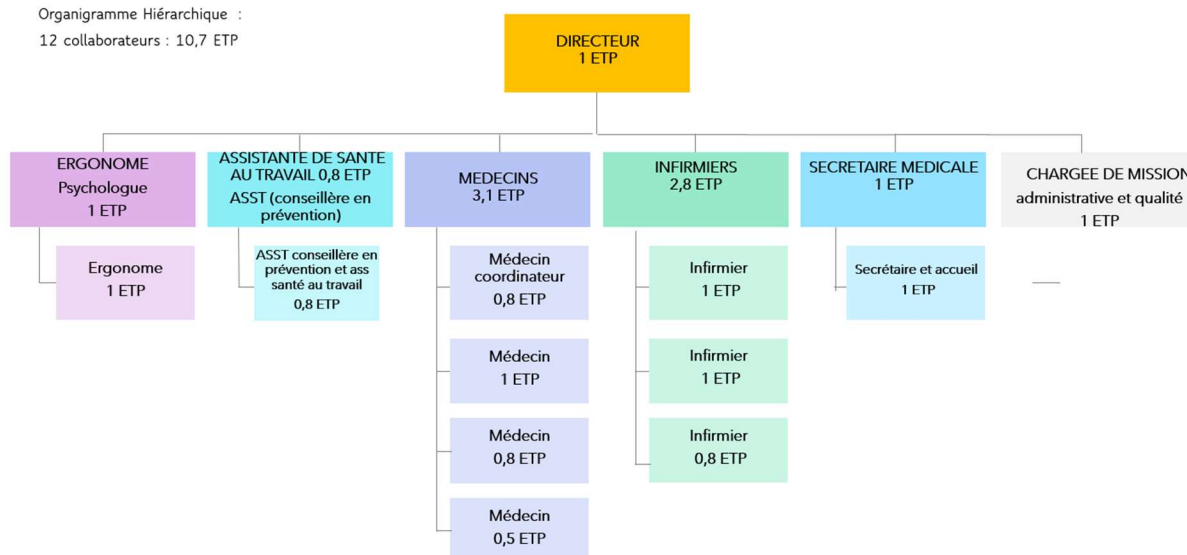 Organigramme Hiérarchique :
12 collaborateurs : 10,7 ETP
DIRECTEUR
1 ETP
ERGONOME
Psychologue
1 ETP
ASSISTANTE DE SANTE
AU TRAVAIL 0,8 ETP
ASST (conseillère en
prévention)
MEDECINS
3,1 ETP
INFIRMIERS
2,8 ETP
SECRETAIRE MEDICALE
1 ETP
CHARGEE DE MISSION
administrative et qualité
1 ETP
Ergonome
1 ETP
ASST conseillère en
prévention et ass
santé au travail
0,8 ETP
Médecin
coordinateur
0,8 ETP
Médecin
1 ETP
Médecin
0,8 ETP
Médecin
0,5 ETP
Infirmier
1 ETP
Infirmier
1 ETP
Infirmier
0,8 ETP
Secrétaire et accueil
1 ETP